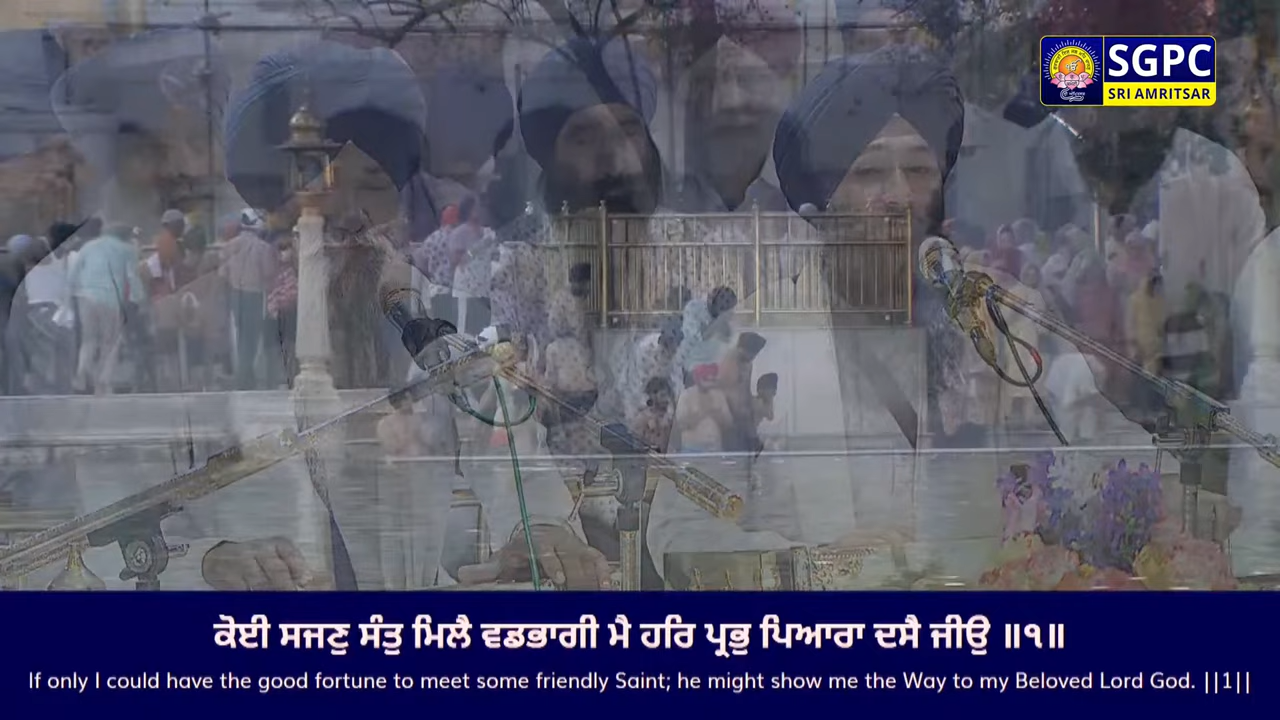 SGPC
SRI AMRITSAR
ਕੋਈ ਸਜਣੁ ਸੰਤੁ ਮਿਲੈ ਵਡਭਾਗੀ ਮੈ ਹਰਿ ਪ੍ਰਭੁ ਪਿਆਰਾ ਦਸੈ ਜੀਉ ॥੧॥
If only I could have the good fortune to meet some friendly Saint; he might show me the Way to my Beloved Lord God. ||1||